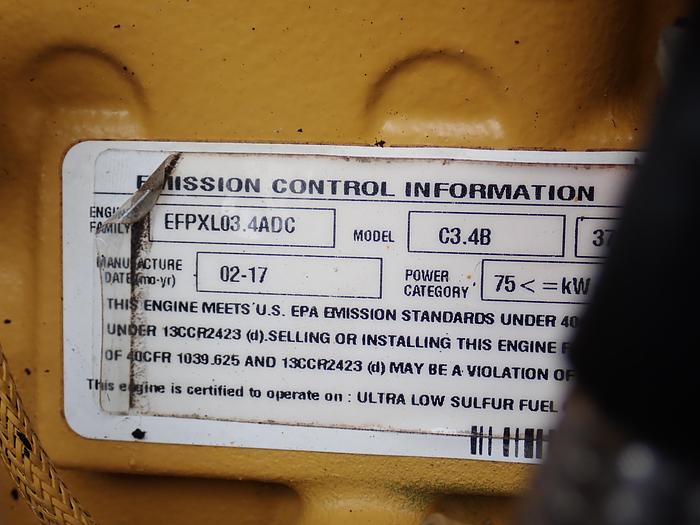 EMISSION CONTROL INFORMATION
ENGINE FAMILY EFPXL03.4ADC MODEL C3.4B 37
MANUFACTURE DATE(mo-yr) 02-17 POWER CATEGORY 75<=kW
THIS ENGINE MEETS U.S. EPA EMISSION STANDARDS UNDER 40
UNDER 13CCR2423 (d).SELLING OR INSTALLING THIS ENGINE
OF 40CFR 1039.625 AND 13CCR2423 (d) MAY BE A VIOLATION OF
This engine is certified to operate on : ULTRA LOW SULFUR FUEL